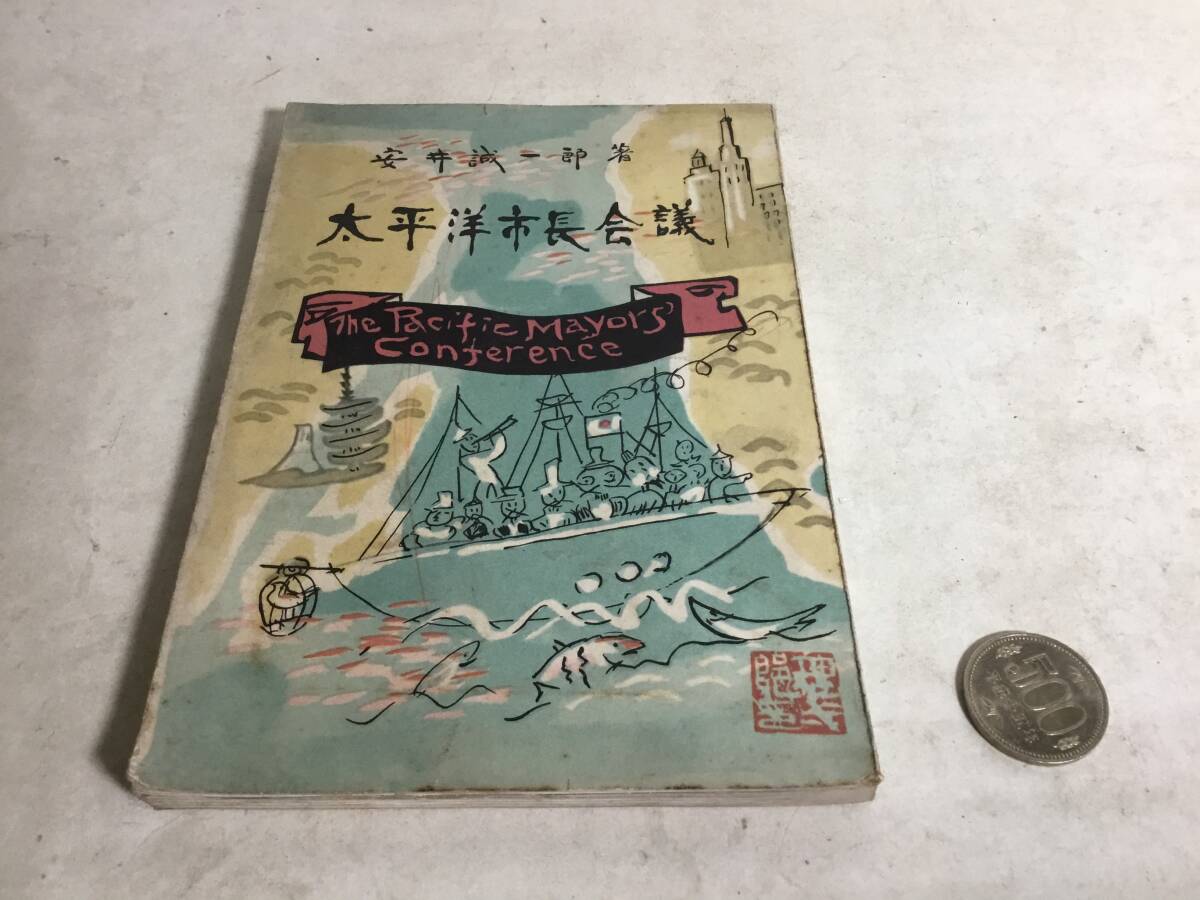 安井誠一郎 著
太平洋市長会議
The Pacific Mayors'
Conference
500